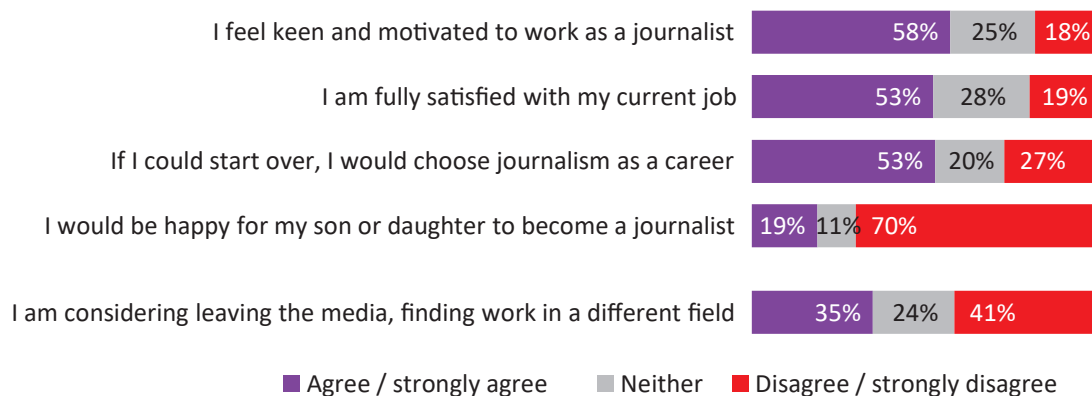 I feel keen and motivated to work as a journalist 58% 25% 18%
I am fully satisfied with my current job 53% 28% 19%
If I could start over, I would choose journalism as a career 53% 20% 27%
I would be happy for my son or daughter to become a journalist 19% 11% 70%
I am considering leaving the media, finding work in a different field 35% 24% 41%
Agree / strongly agree Neither Disagree / strongly disagree